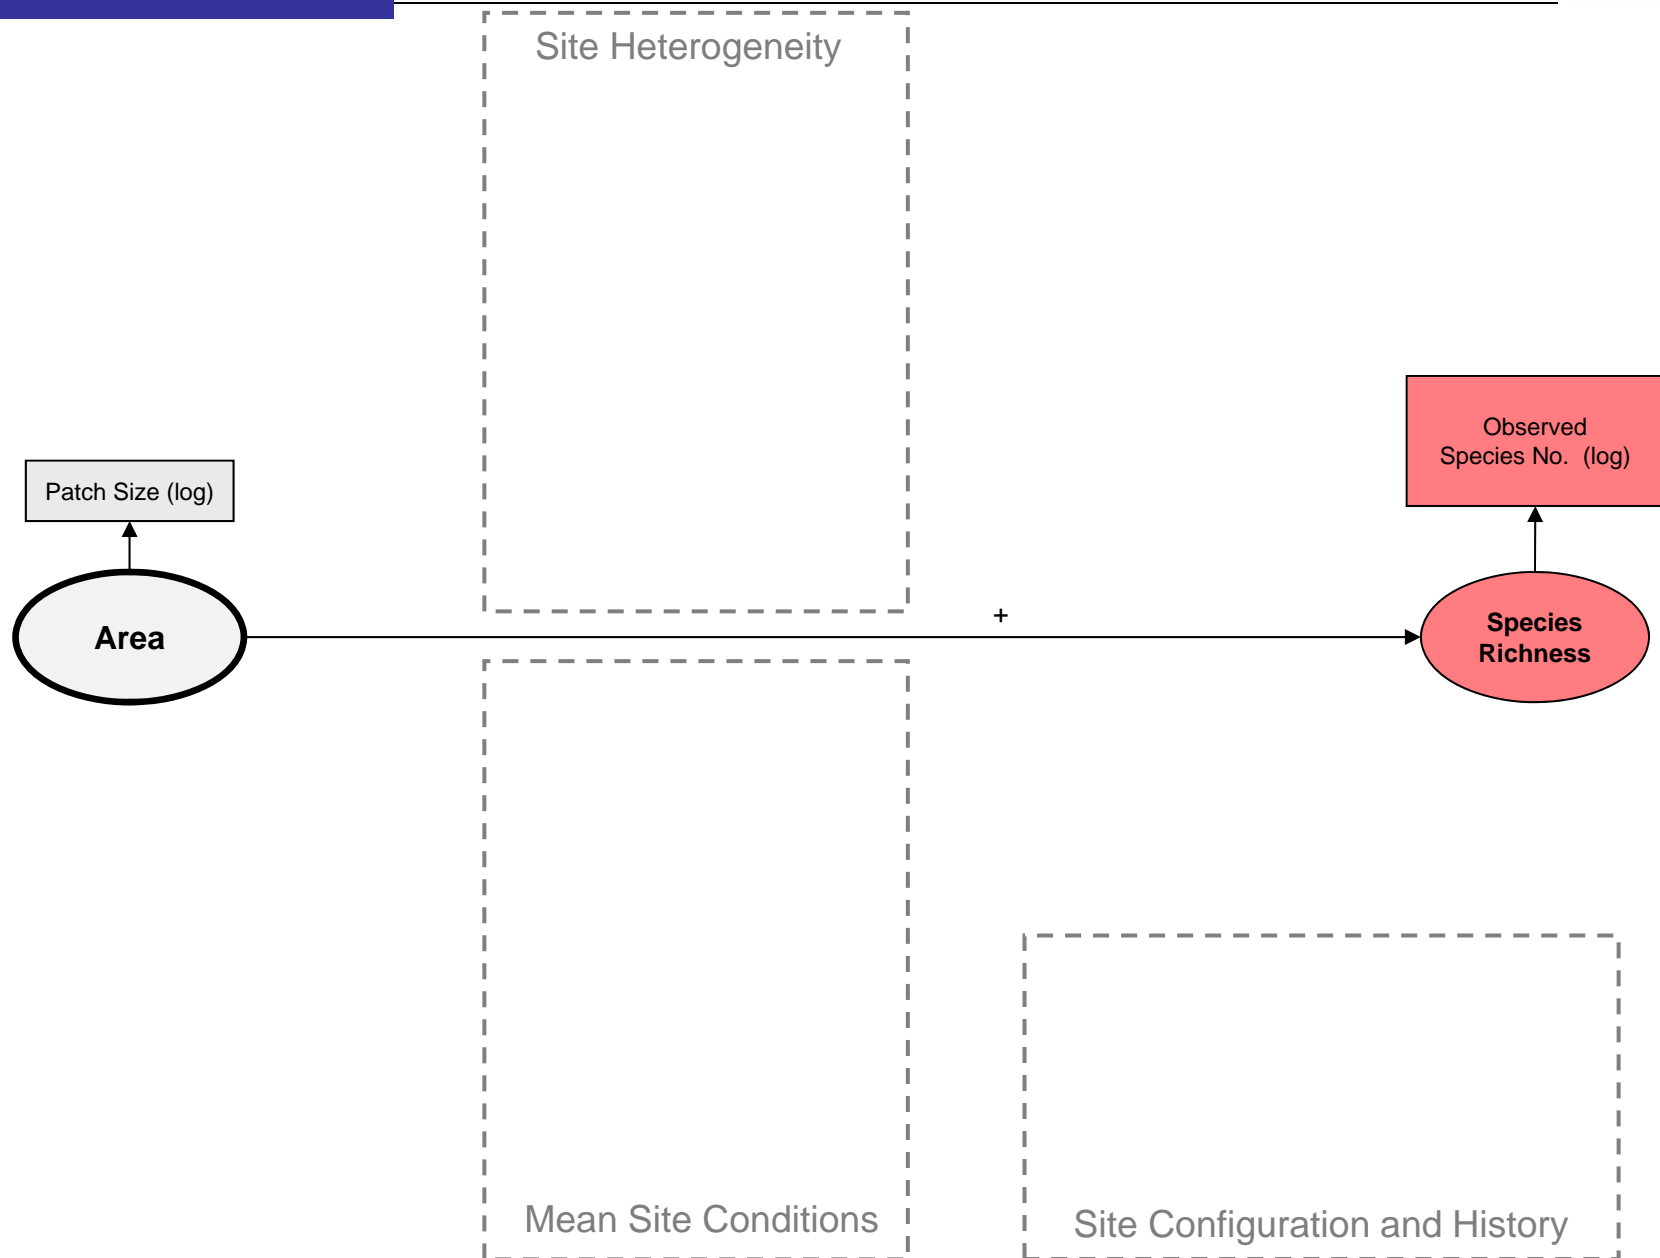 Site Heterogeneity
Observed
Species No. (log)
Patch Size (log)
+
Area
Species
Richness
Mean Site Conditions
Site Configuration and History